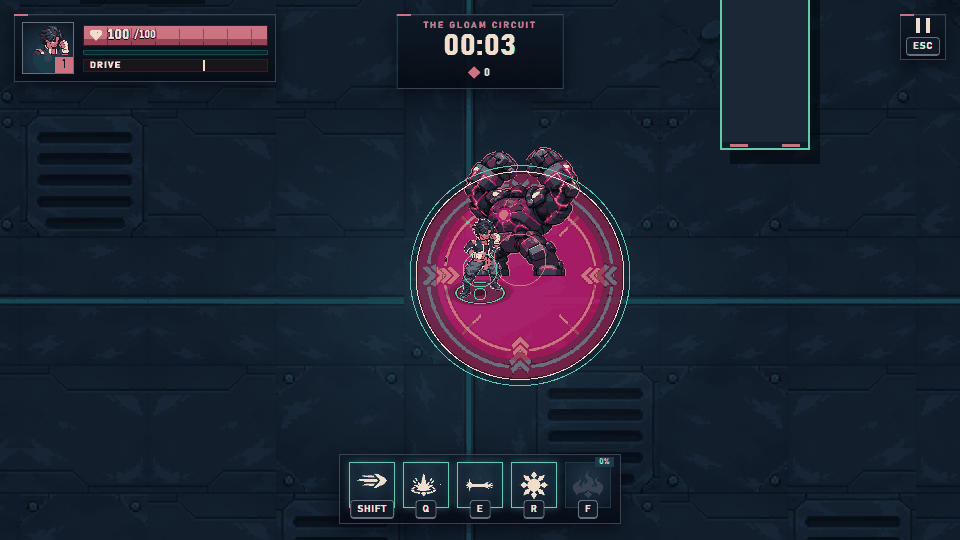 100 /100
1
DRIVE
THE GLOAM CIRCUIT
00:03
0
ESC
0%
SHIFT
Q
E
R
F